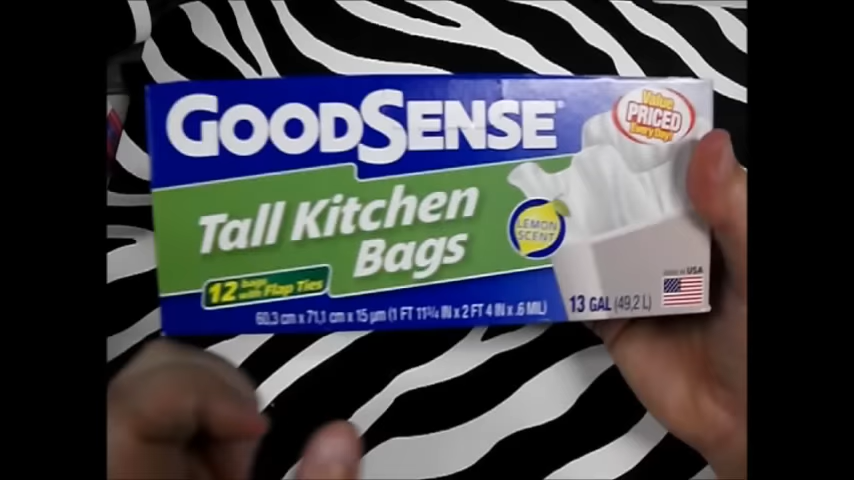 GOODSENSE®
Value
PRICED
Every Day!
Tall Kitchen
Bags
LEMON
SCENT
12 bags
with Flap Ties
MADE IN USA
13 GAL (49,2 L)
60,3 cm x 71,1 cm x 15 µm (1 FT 11¾ IN x 2 FT 4 IN x .6 MIL)